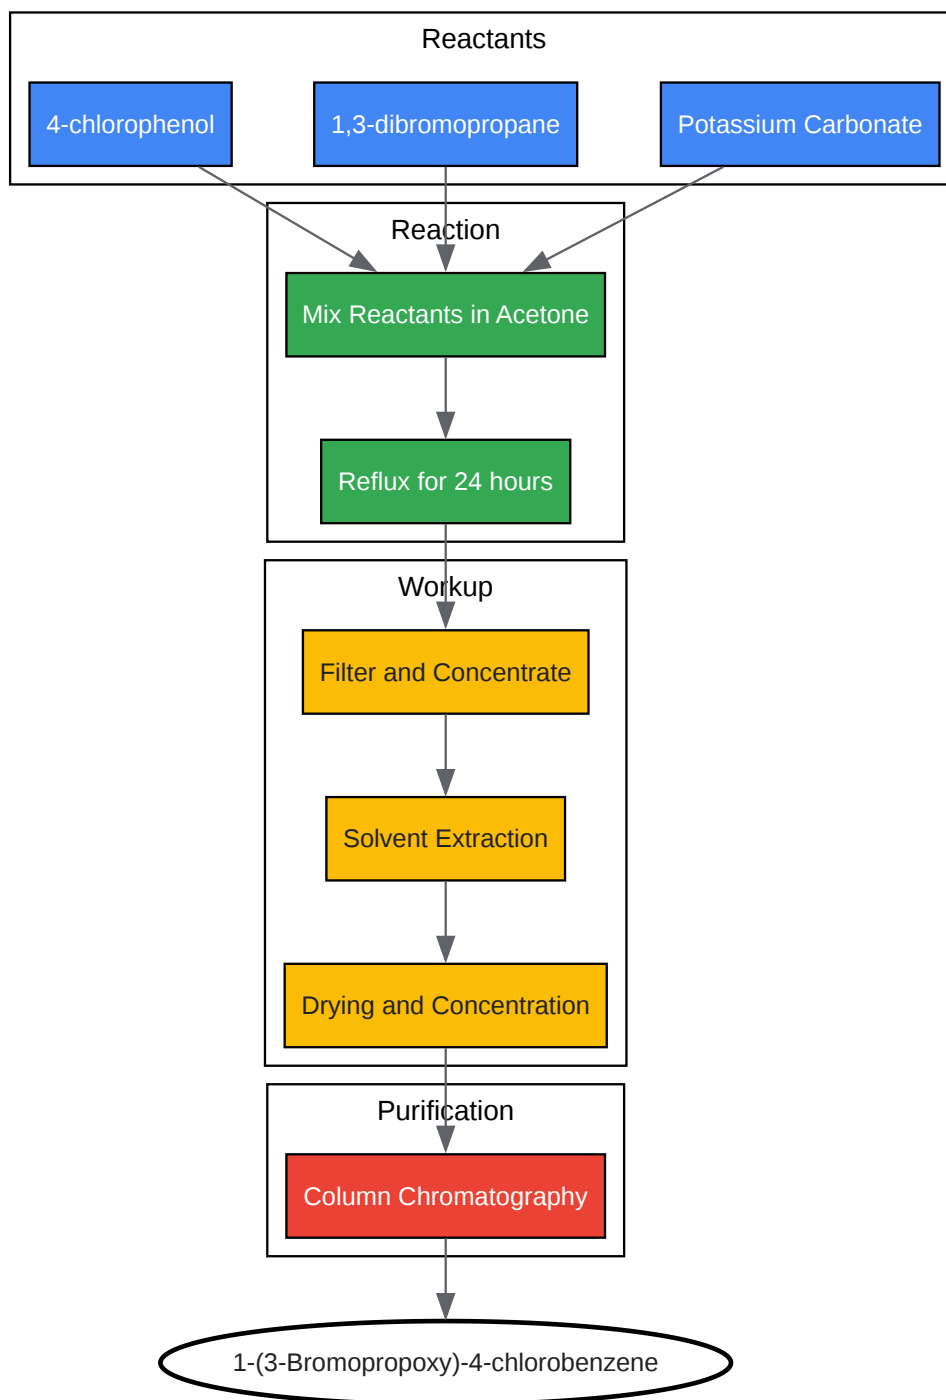 Reactants
4-chlorophenol
1,3-dibromopropane
Potassium Carbonate
Reaction
Mix Reactants in Acetone
Reflux for 24 hours
Workup
Filter and Concentrate
Solvent Extraction
Drying and Concentration
Purification
Column Chromatography
1-(3-Bromopropoxy)-4-chlorobenzene